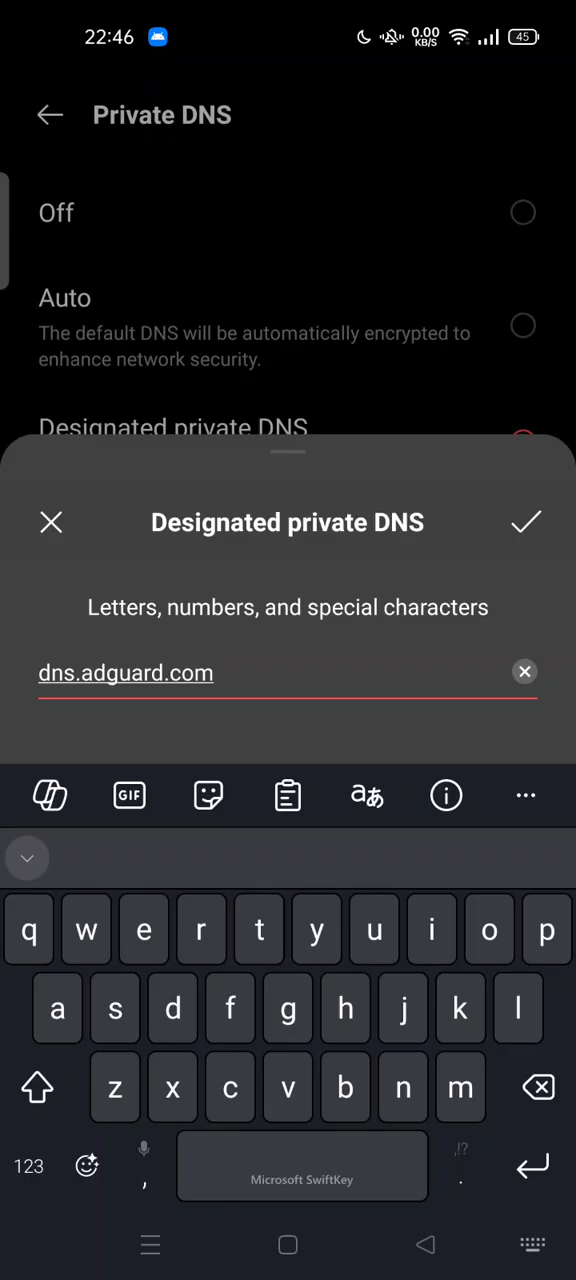 22:46 0.00 KB/S 45
Private DNS
Off
Auto
The default DNS will be automatically encrypted to
enhance network security.
Designated private DNS
Designated private DNS
Letters, numbers, and special characters
dns.adguard.com
GIF aあ
q w e r t y u i o p
a s d f g h j k l
z x c v b n m
123 , Microsoft SwiftKey ,!? .